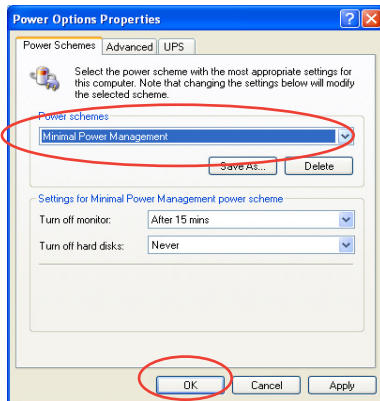 Power Options Properties
Power Schemes Advanced UPS
Select the power scheme with the most appropriate settings for
this computer. Note that changing the settings below will modify
the selected scheme.
Power schemes
Minimal Power Management
Save As... Delete
Settings for Minimal Power Management power scheme
Turn off monitor: After 15 mins
Turn off hard disks: Never
OK Cancel Apply